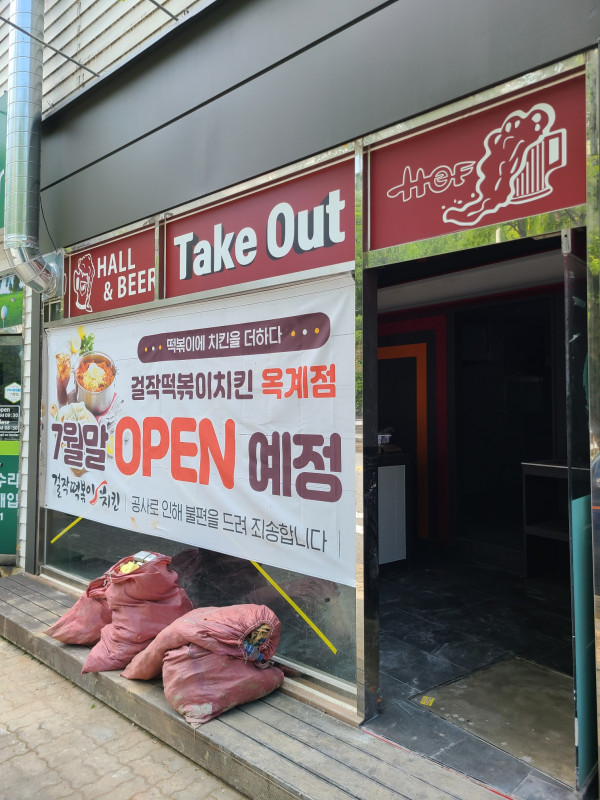 HOF
HALL
& BEER
Take Out
떡볶이에 치킨을 더하다
걸작떡볶이치킨 옥계점
7월말 OPEN 예정
걸작떡볶이치킨
공사로 인해 불편을 드려 죄송합니다